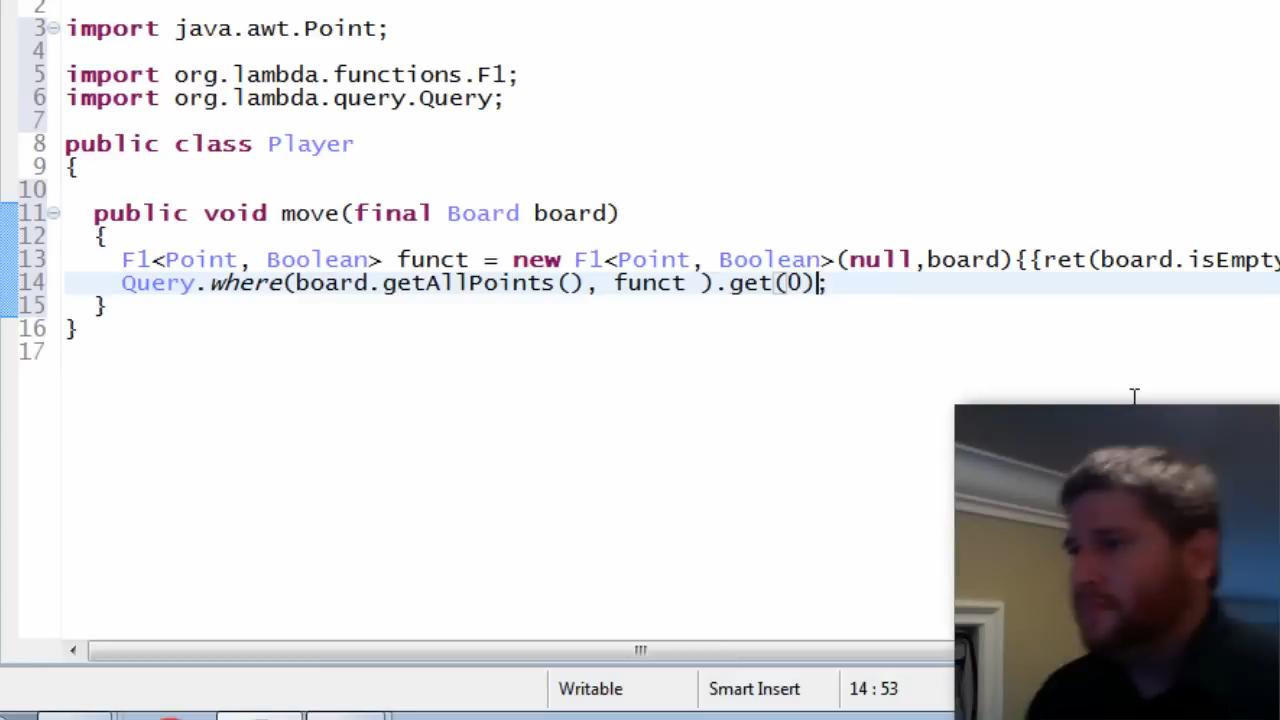 2
3 import java.awt.Point;
4
5 import org.lambda.functions.F1;
6 import org.lambda.query.Query;
7
8 public class Player
9 {
10
11 public void move(final Board board)
12 {
13 F1<Point, Boolean> funct = new F1<Point, Boolean>(null,board){{ret(board.isEmpty
14 Query.where(board.getAllPoints(), funct ).get(0);
15 }
16 }
17
Writable Smart Insert 14 : 53